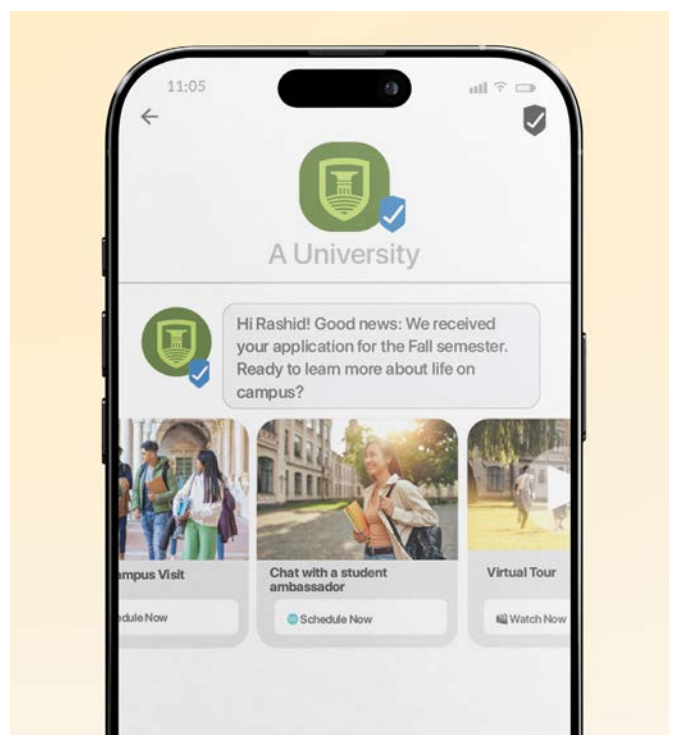 11:05
A University
Hi Rashid! Good news: We received
your application for the Fall semester.
Ready to learn more about life on
campus?
mpus Visit
dule Now
Chat with a student
ambassador
Schedule Now
Virtual Tour
Watch Now